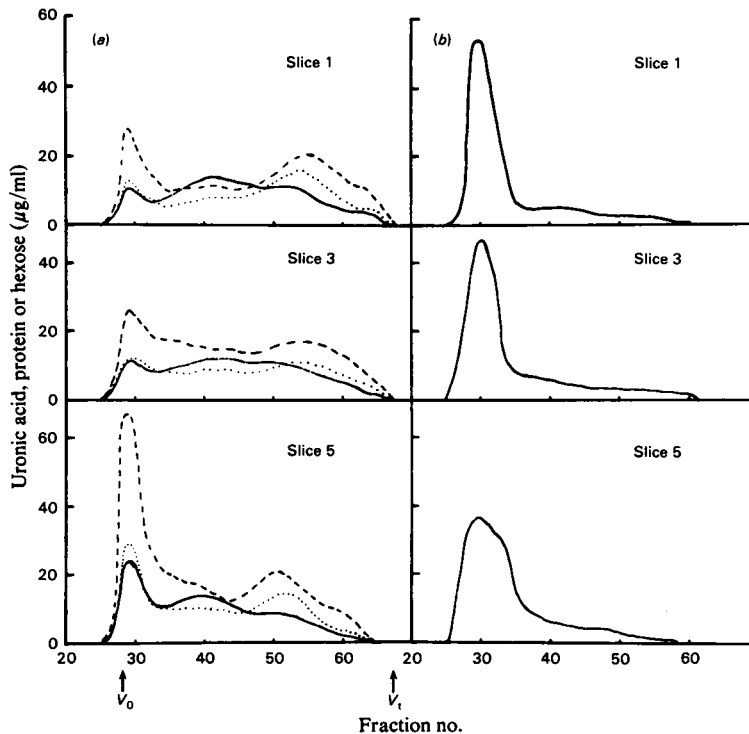 (a)
(b)
60
40
20
0
Slice 1
Slice 1
40
20
0
Slice 3
Slice 3
60
40
20
0
Slice 5
Slice 5
Uronic acid, protein or hexose (µg/ml)
20 30 40 50 60 20 30 40 50 60
V₀ Vₜ
Fraction no.